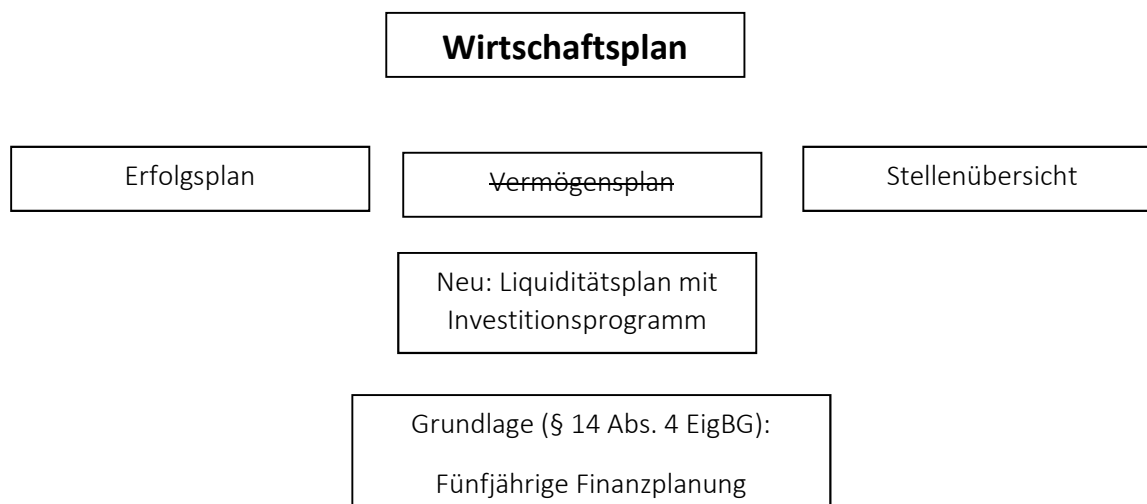 Wirtschaftsplan
Erfolgsplan
Vermögensplan
Stellenübersicht
Neu: Liquiditätsplan mit
Investitionsprogramm
Grundlage (§ 14 Abs. 4 EigBG):
Fünfjährige Finanzplanung